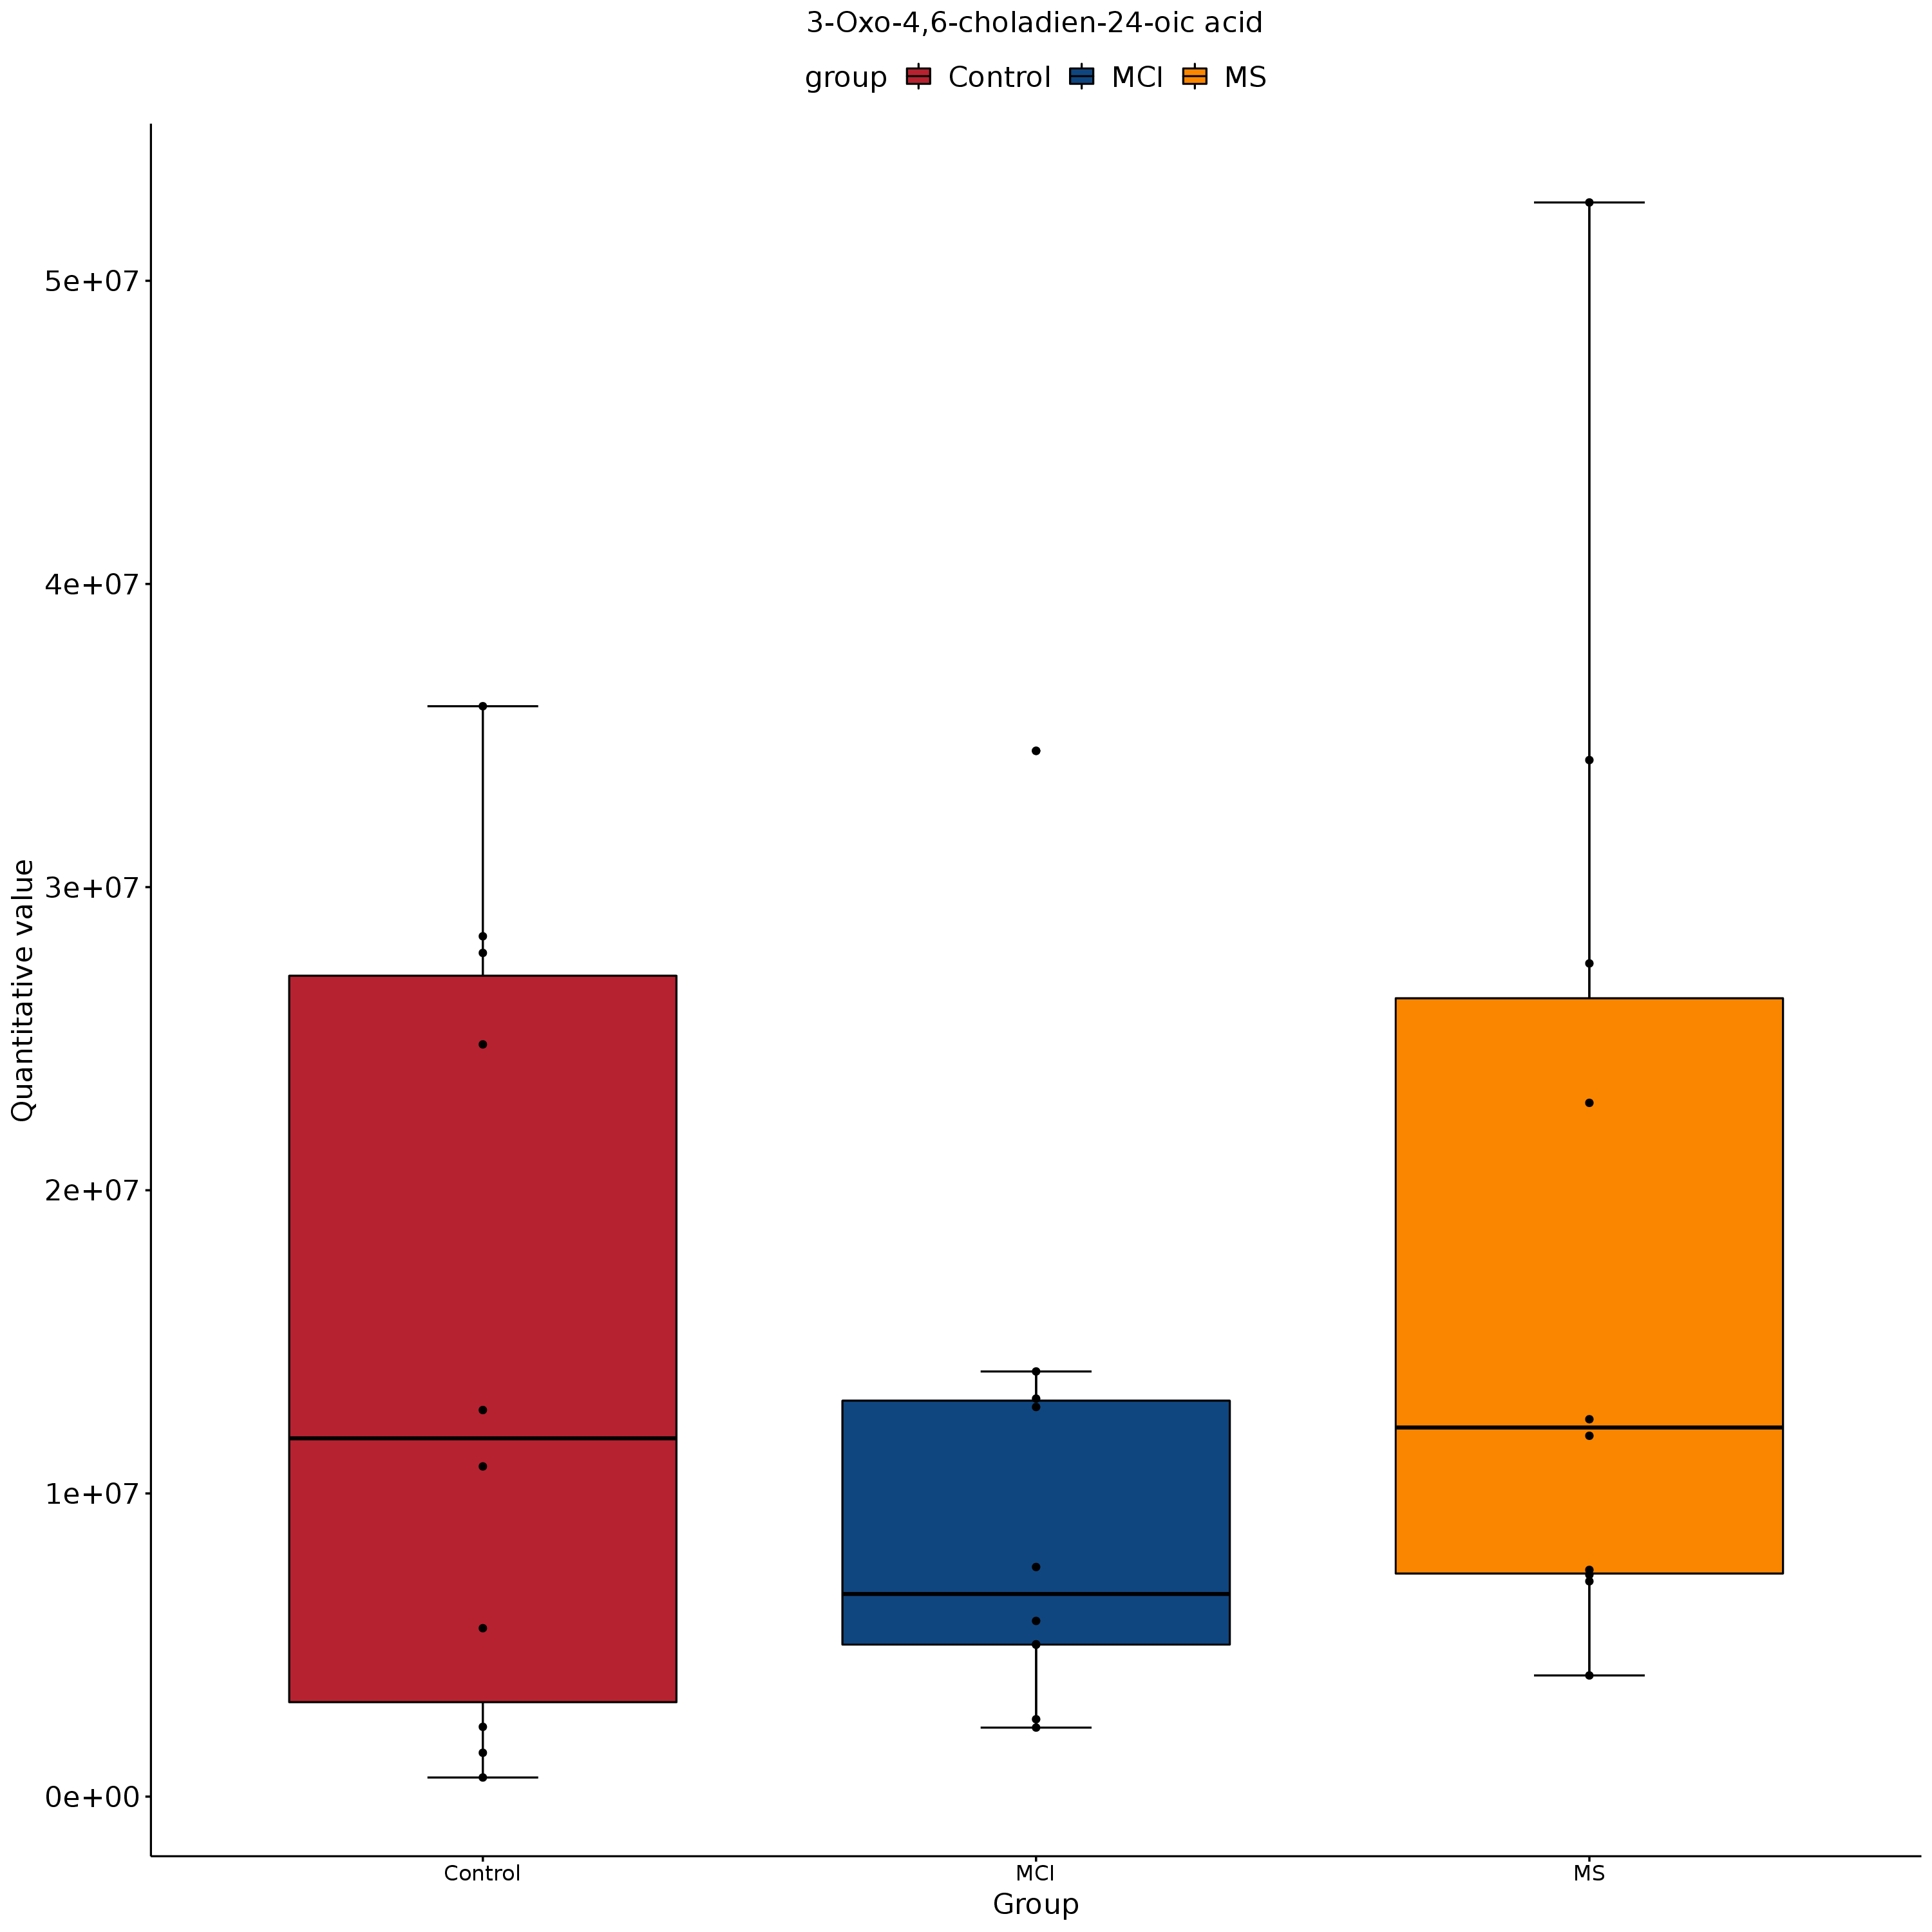 3-Oxo-4,6-choladien-24-oic acid
group Control MCI MS
Quantitative value
5e+07
4e+07
3e+07
2e+07
1e+07
0e+00
Control MCI MS
Group